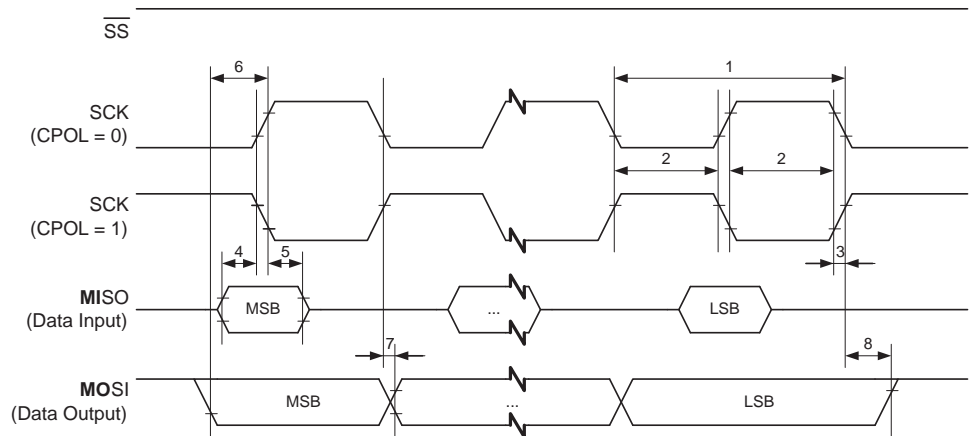 SS
6
1
SCK
(CPOL = 0)
2
2
SCK
(CPOL = 1)
4
5
3
MISO
(Data Input)
MSB
...
LSB
7
8
MOSI
(Data Output)
MSB
...
LSB